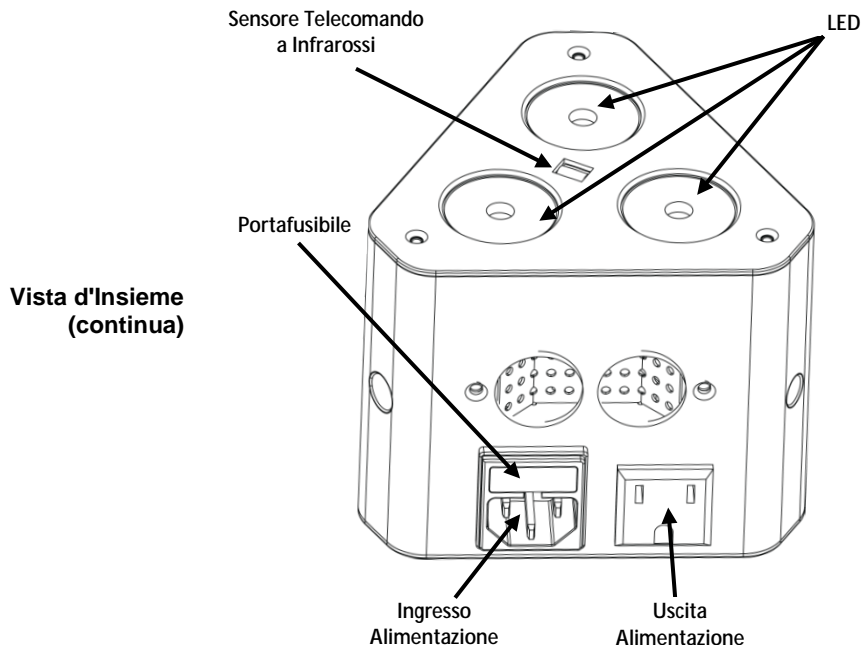 Sensore Telecomando
a Infrarossi
LED
Portafusibile
Vista d'Insieme
(continua)
Ingresso
Alimentazione
Uscita
Alimentazione